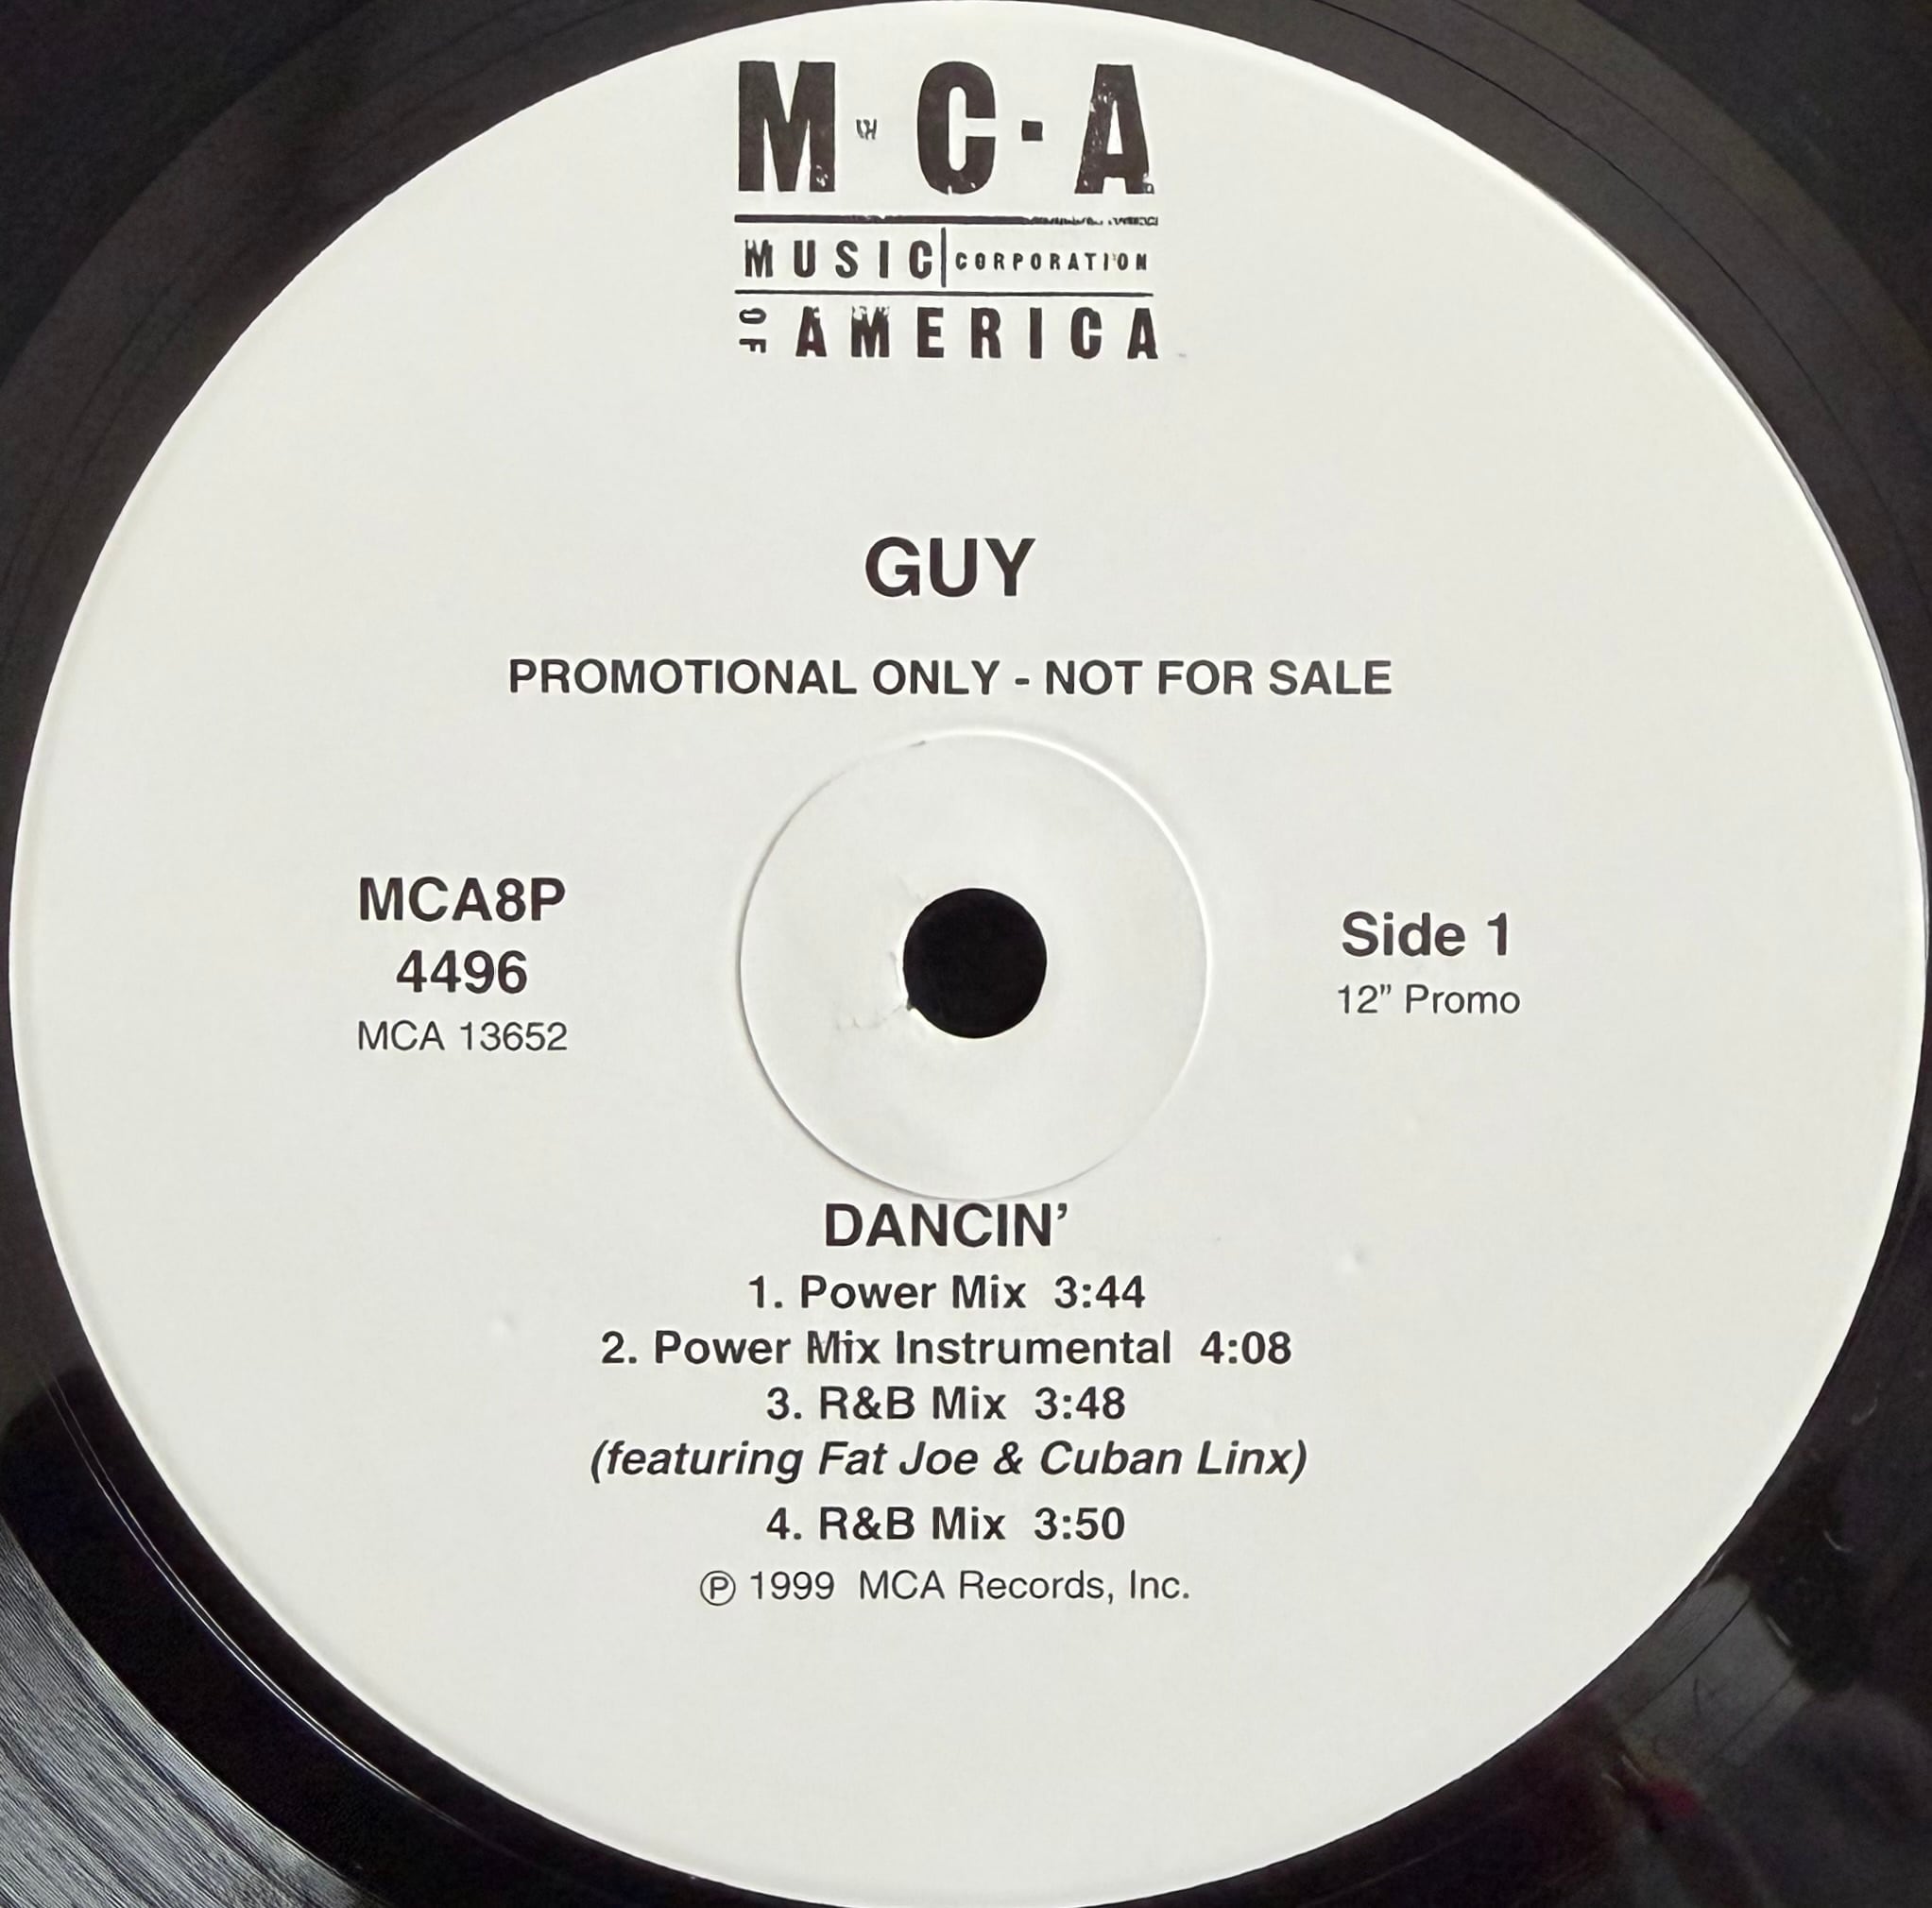 M·C·A
MUSIC CORPORATION
OF AMERICA
GUY
PROMOTIONAL ONLY - NOT FOR SALE
MCA8P
4496
MCA 13652
Side 1
12” Promo
DANCIN’
1. Power Mix 3:44
2. Power Mix Instrumental 4:08
3. R&B Mix 3:48
(featuring Fat Joe & Cuban Linx)
4. R&B Mix 3:50
℗ 1999 MCA Records, Inc.